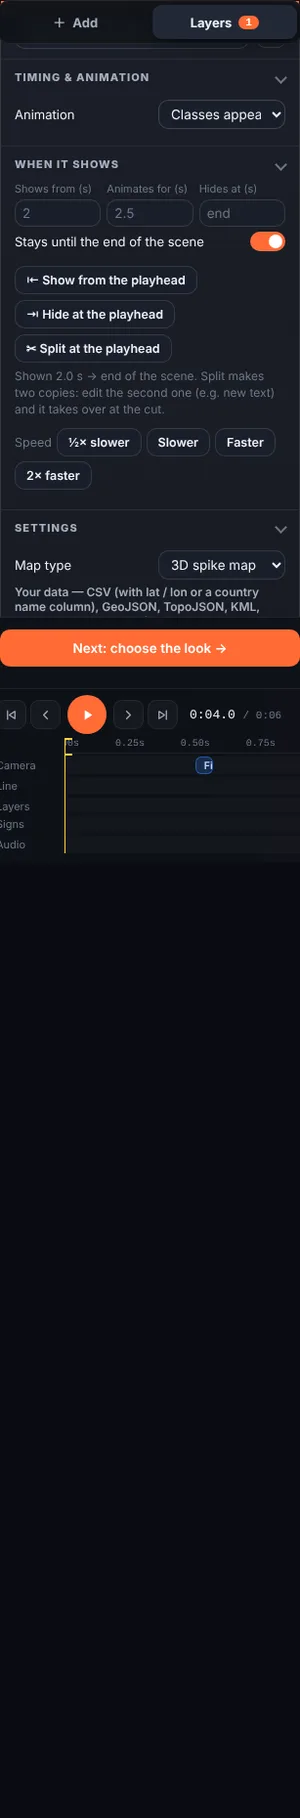 + Add
Layers 1
TIMING & ANIMATION
Animation
Classes appea
WHEN IT SHOWS
Shows from (s) Animates for (s) Hides at (s)
2 2.5 end
Stays until the end of the scene
⇤ Show from the playhead
⇥ Hide at the playhead
✂ Split at the playhead
Shown 2.0 s → end of the scene. Split makes
two copies: edit the second one (e.g. new text)
and it takes over at the cut.
Speed ½× slower Slower Faster
2× faster
SETTINGS
Map type 3D spike map
Your data — CSV (with lat / lon or a country
name column), GeoJSON, TopoJSON, KML,
Next: choose the look →
0:04.0 / 0:06
0s 0.25s 0.50s 0.75s
Camera Fi
Line
Layers
Signs
Audio